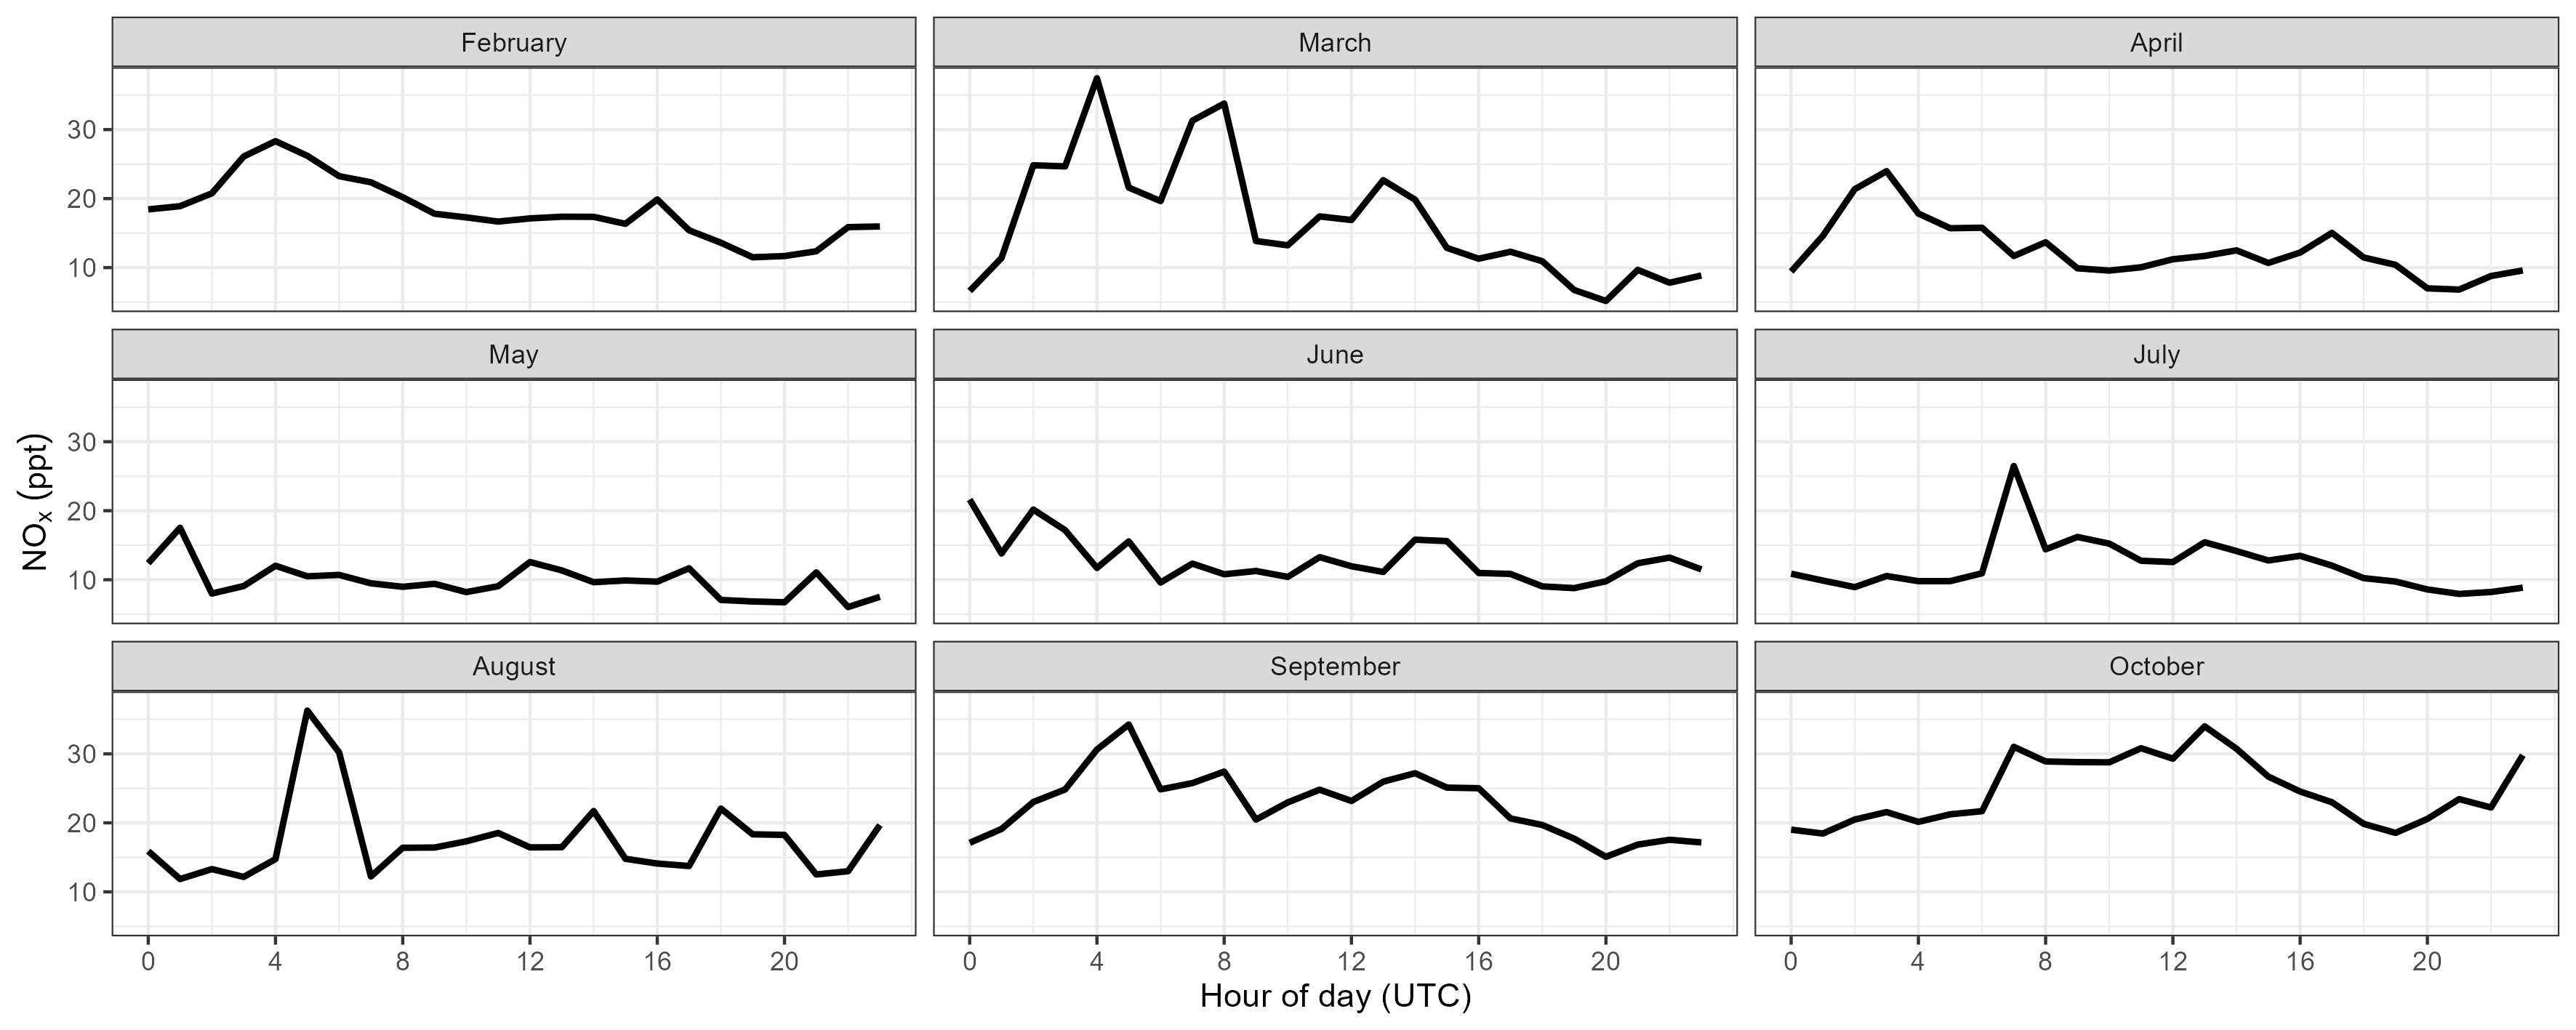 February
March
April
30
20
10
May
June
July
NOx (ppt)
30
20
10
August
September
October
30
20
10
0 4 8 12 16 20
0 4 8 12 16 20
0 4 8 12 16 20
Hour of day (UTC)